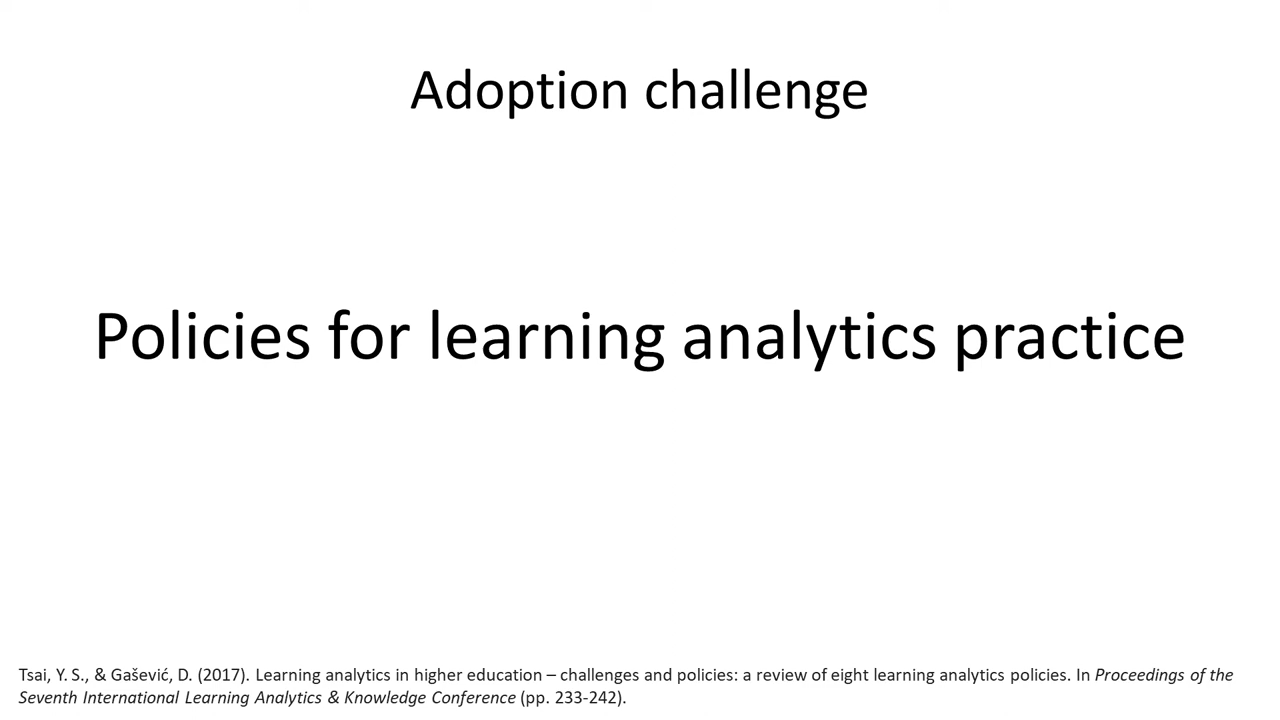 Adoption challenge
Policies for learning analytics practice
Tsai, Y. S., & Gašević, D. (2017). Learning analytics in higher education – challenges and policies: a review of eight learning analytics policies. In Proceedings of the
Seventh International Learning Analytics & Knowledge Conference (pp. 233-242).